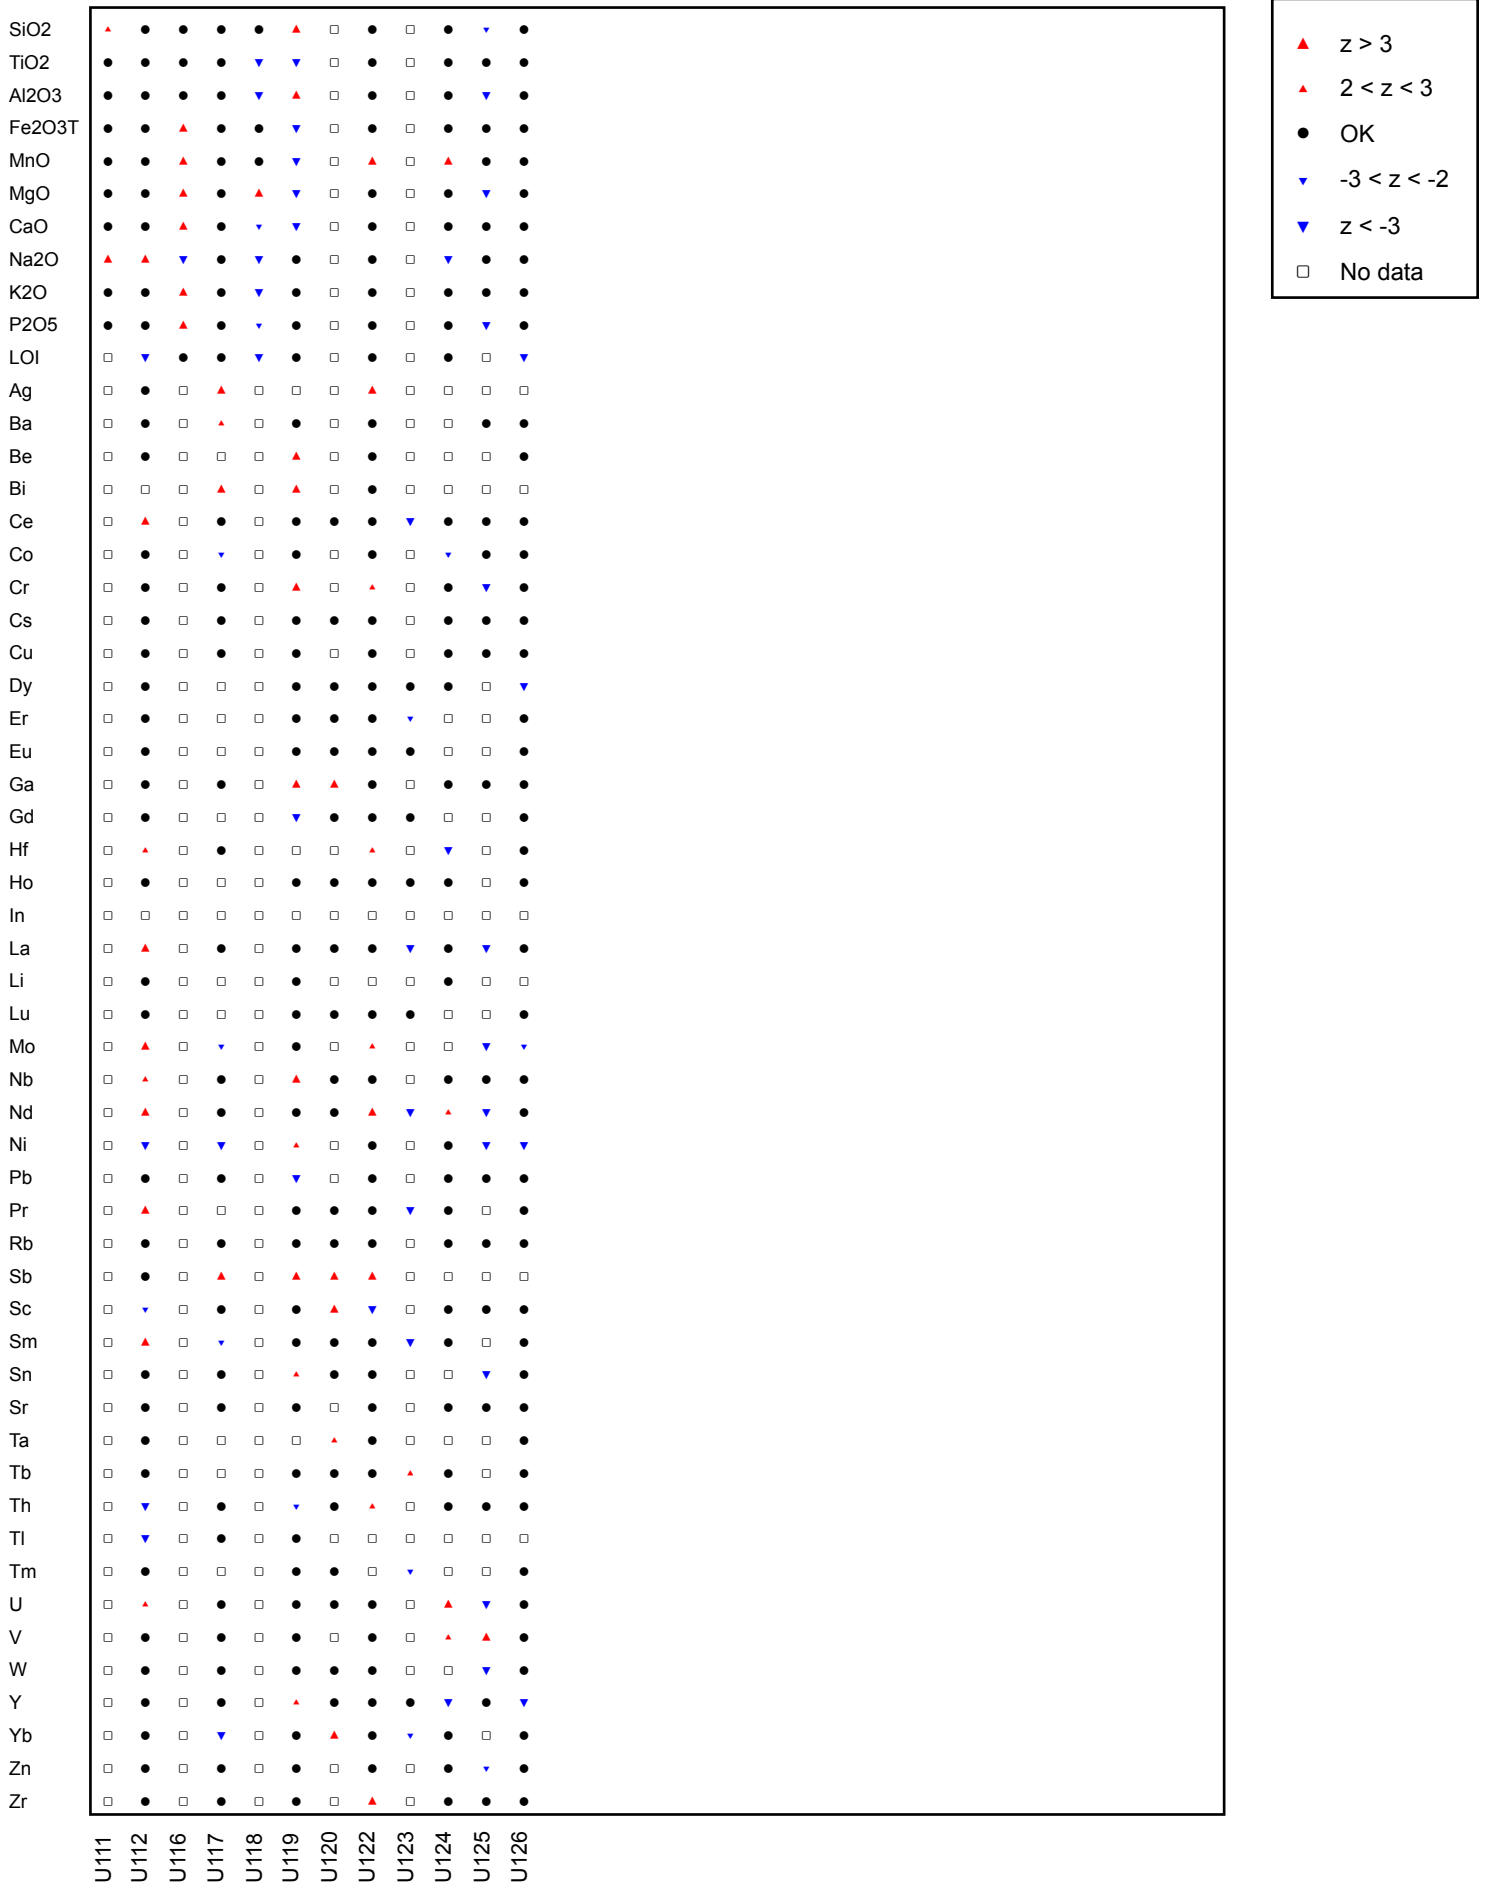 SiO2
TiO2
Al2O3
Fe2O3T
MnO
MgO
CaO
Na2O
K2O
P2O5
LOI
Ag
Ba
Be
Bi
Ce
Co
Cr
Cs
Cu
Dy
Er
Eu
Ga
Gd
Hf
Ho
In
La
Li
Lu
Mo
Nb
Nd
Ni
Pb
Pr
Rb
Sb
Sc
Sm
Sn
Sr
Ta
Tb
Th
Tl
Tm
U
V
W
Y
Yb
Zn
Zr
U111
U112
U116
U117
U118
U119
U120
U122
U123
U124
U125
U126
z > 3
2 < z < 3
OK
-3 < z < -2
z < -3
No data